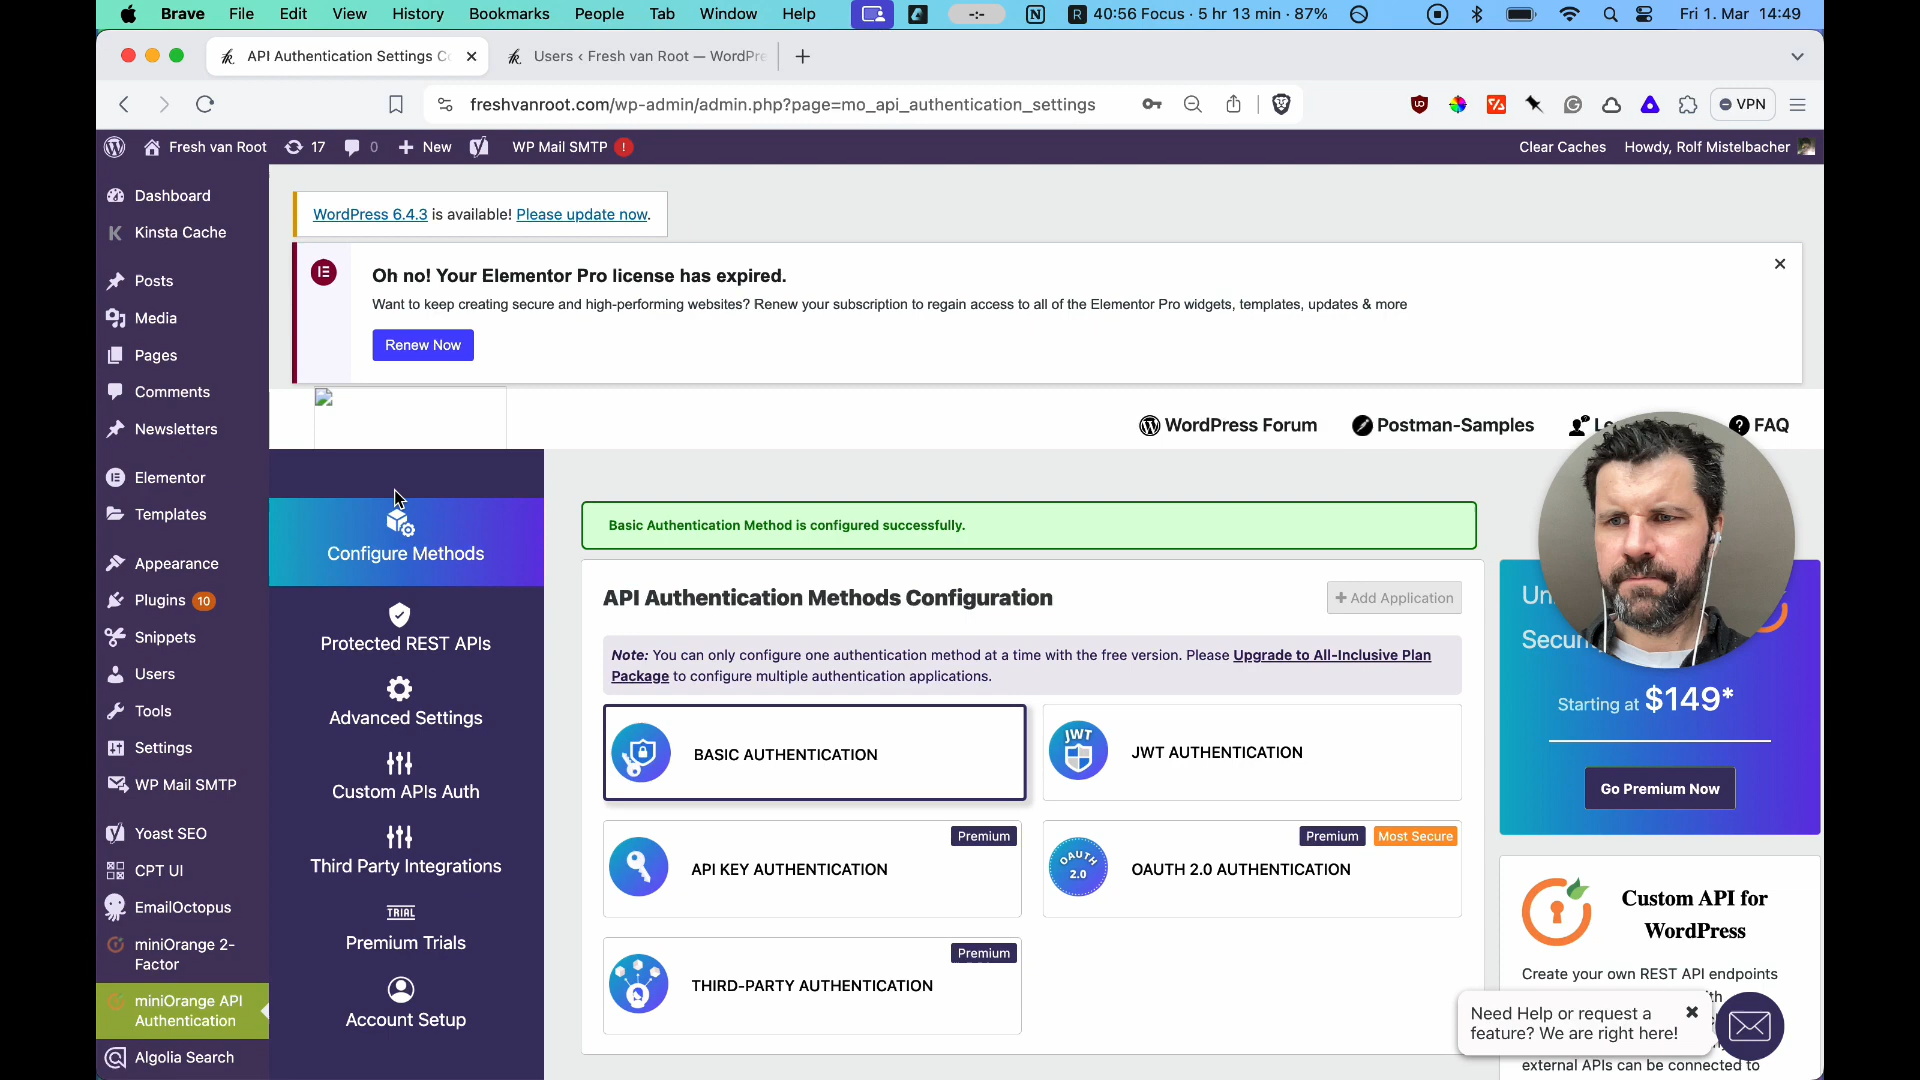 Brave File Edit View History Bookmarks People Tab Window Help
40:56 Focus · 5 hr 13 min · 87% Fri 1. Mar 14:49
API Authentication Settings C
Users ‹ Fresh van Root — WordPre
freshvanroot.com/wp-admin/admin.php?page=mo_api_authentication_settings
VPN
Fresh van Root 17 0 New WP Mail SMTP !
Clear Caches Howdy, Rolf Mistelbacher
Dashboard
Kinsta Cache
Posts
Media
Pages
Comments
Newsletters
Elementor
Templates
Appearance
Plugins 10
Snippets
Users
Tools
Settings
WP Mail SMTP
Yoast SEO
CPT UI
EmailOctopus
miniOrange 2-
Factor
miniOrange API
Authentication
Algolia Search
WordPress 6.4.3 is available! Please update now.
Oh no! Your Elementor Pro license has expired.
Want to keep creating secure and high-performing websites? Renew your subscription to regain access to all of the Elementor Pro widgets, templates, updates & more
Renew Now
WordPress Forum Postman-Samples FAQ
Configure Methods
Protected REST APIs
Advanced Settings
Custom APIs Auth
Third Party Integrations
TRIAL
Premium Trials
Account Setup
Basic Authentication Method is configured successfully.
API Authentication Methods Configuration
+ Add Application
Note: You can only configure one authentication method at a time with the free version. Please Upgrade to All-Inclusive Plan
Package to configure multiple authentication applications.
BASIC AUTHENTICATION
JWT
JWT AUTHENTICATION
Premium
API KEY AUTHENTICATION
Premium Most Secure
OAUTH 2.0
OAUTH 2.0 AUTHENTICATION
Premium
THIRD-PARTY AUTHENTICATION
Starting at $149*
Go Premium Now
Custom API for
WordPress
Create your own REST API endpoints
external APIs can be connected to
Need Help or request a
feature? We are right here!